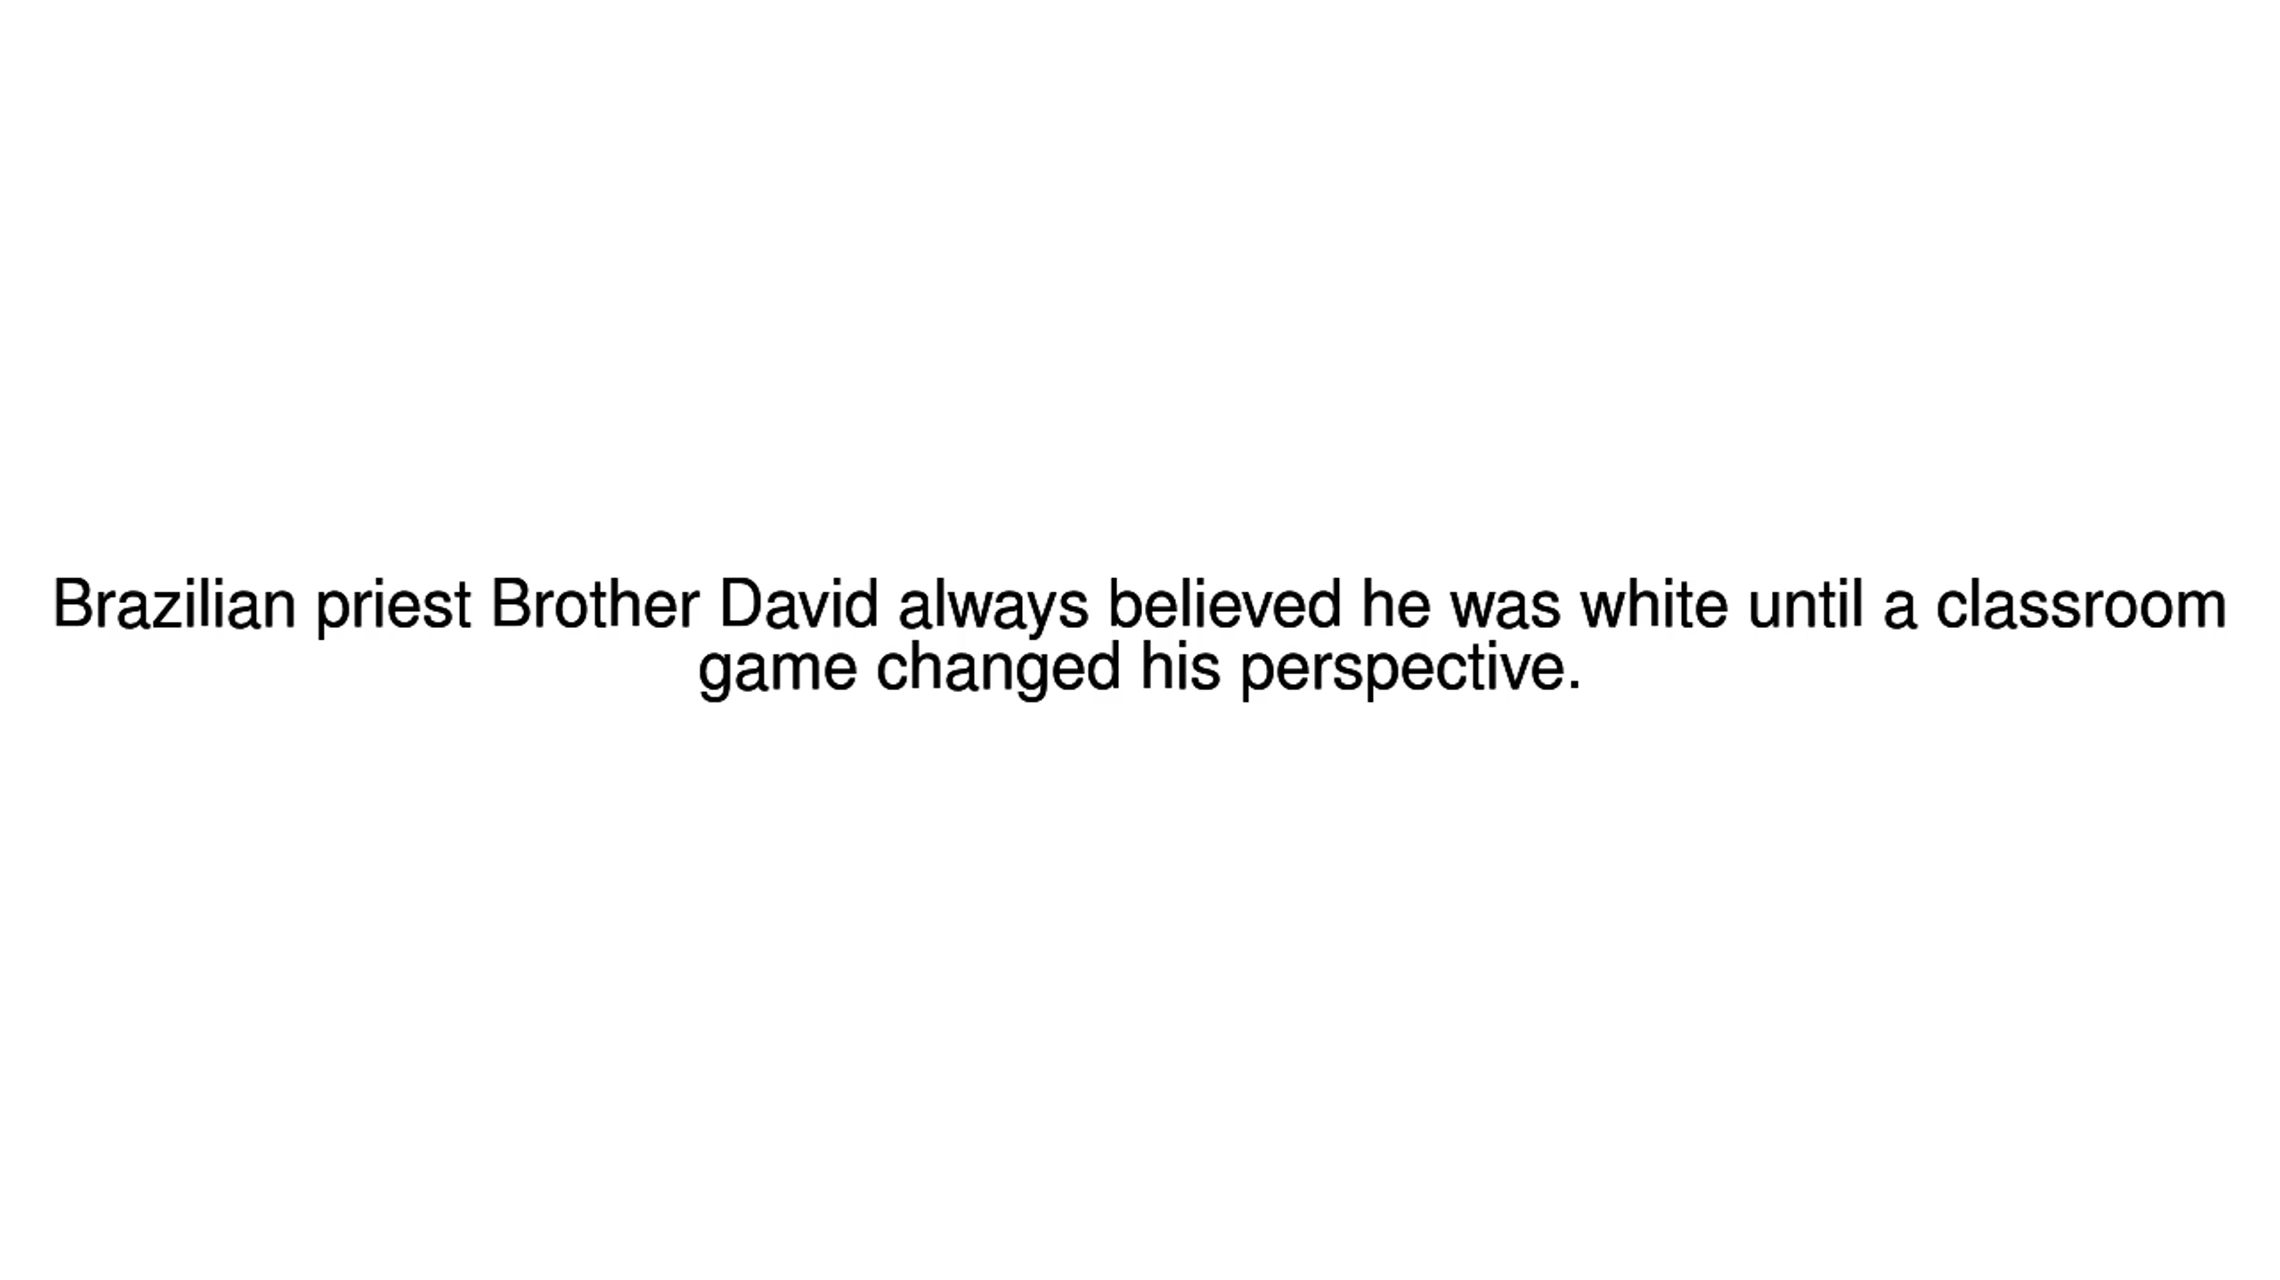 Brazilian priest Brother David always believed he was white until a classroom
game changed his perspective.